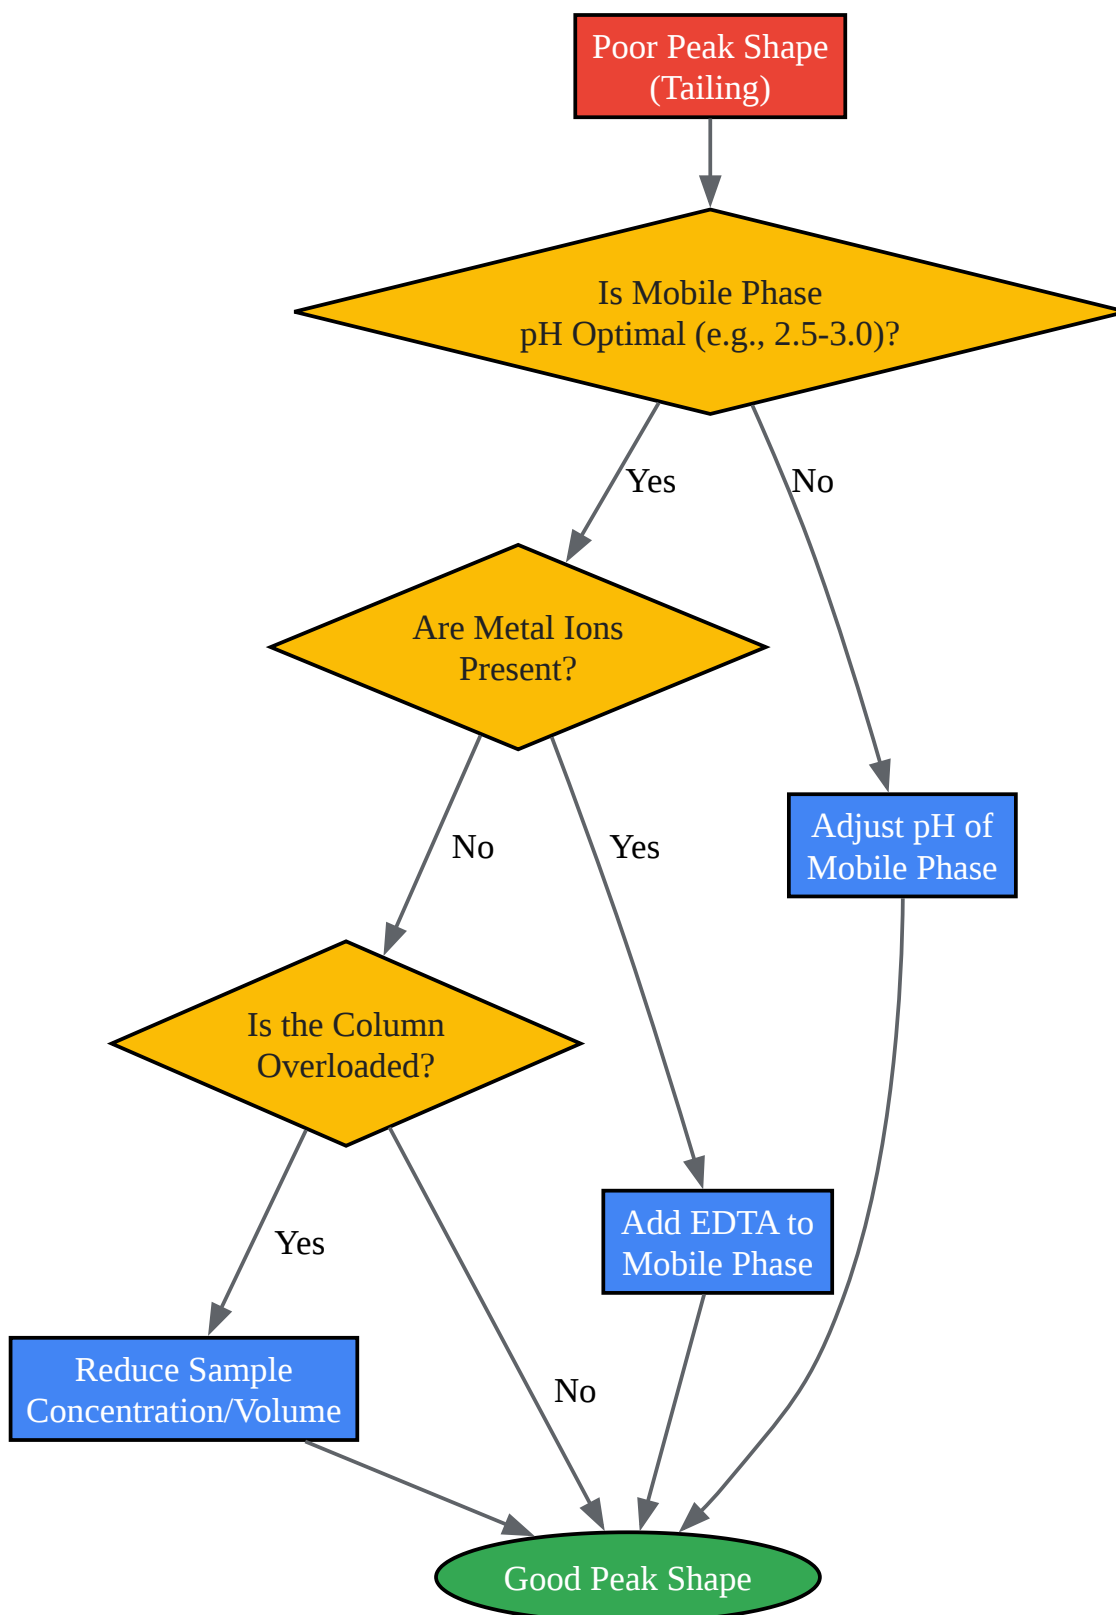 Poor Peak Shape
(Tailing)
Is Mobile Phase
pH Optimal (e.g., 2.5-3.0)?
Yes
No
Are Metal Ions
Present?
Adjust pH of
Mobile Phase
No
Yes
Is the Column
Overloaded?
Add EDTA to
Mobile Phase
Yes
Reduce Sample
Concentration/Volume
No
Good Peak Shape